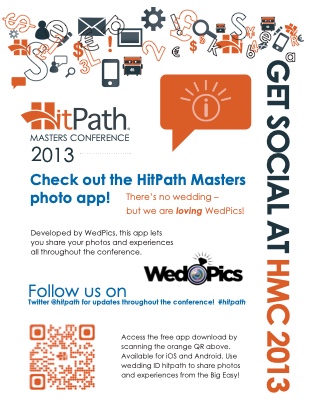 HitPath
MASTERS CONFERENCE
2013
GET SOCIAL AT HMC 2013
Check out the HitPath Masters
photo app!
There's no wedding –
but we are loving WedPics!
Developed by WedPics, this app lets
you share your photos and experiences
all throughout the conference.
WedPics
Follow us on
Twitter @hitpath for updates throughout the conference! #hitpath
Access the free app download by
scanning the orange QR above.
Available for iOS and Android. Use
wedding ID hitpath to share photos
and experiences from the Big Easy!